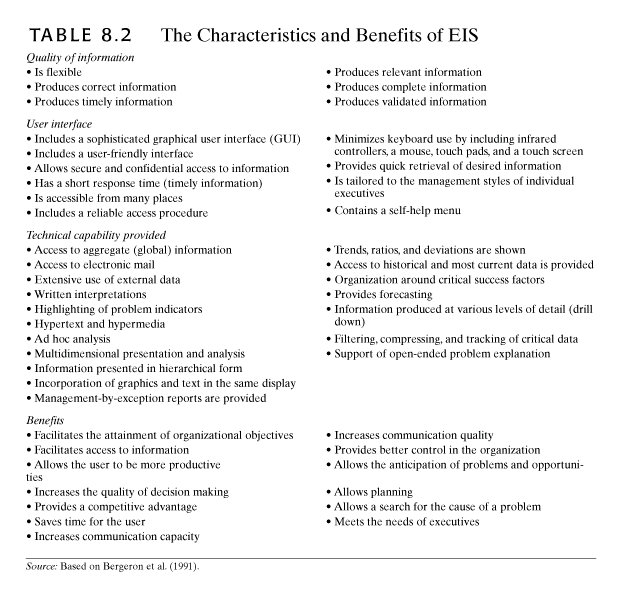 TABLE 8.2 The Characteristics and Benefits of EIS
Quality of information
• Is flexible
• Produces correct information
• Produces timely information
• Produces relevant information
• Produces complete information
• Produces validated information
User interface
• Includes a sophisticated graphical user interface (GUI)
• Includes a user-friendly interface
• Allows secure and confidential access to information
• Has a short response time (timely information)
• Is accessible from many places
• Includes a reliable access procedure
• Minimizes keyboard use by including infrared
controllers, a mouse, touch pads, and a touch screen
• Provides quick retrieval of desired information
• Is tailored to the management styles of individual
executives
• Contains a self-help menu
Technical capability provided
• Access to aggregate (global) information
• Access to electronic mail
• Extensive use of external data
• Written interpretations
• Highlighting of problem indicators
• Hypertext and hypermedia
• Ad hoc analysis
• Multidimensional presentation and analysis
• Information presented in hierarchical form
• Incorporation of graphics and text in the same display
• Management-by-exception reports are provided
• Trends, ratios, and deviations are shown
• Access to historical and most current data is provided
• Organization around critical success factors
• Provides forecasting
• Information produced at various levels of detail (drill
down)
• Filtering, compressing, and tracking of critical data
• Support of open-ended problem explanation
Benefits
• Facilitates the attainment of organizational objectives
• Facilitates access to information
• Allows the user to be more productive
• Increases communication quality
• Provides better control in the organization
• Allows the anticipation of problems and opportuni-
ties
• Increases the quality of decision making
• Provides a competitive advantage
• Saves time for the user
• Increases communication capacity
• Allows planning
• Allows a search for the cause of a problem
• Meets the needs of executives
Source: Based on Bergeron et al. (1991).